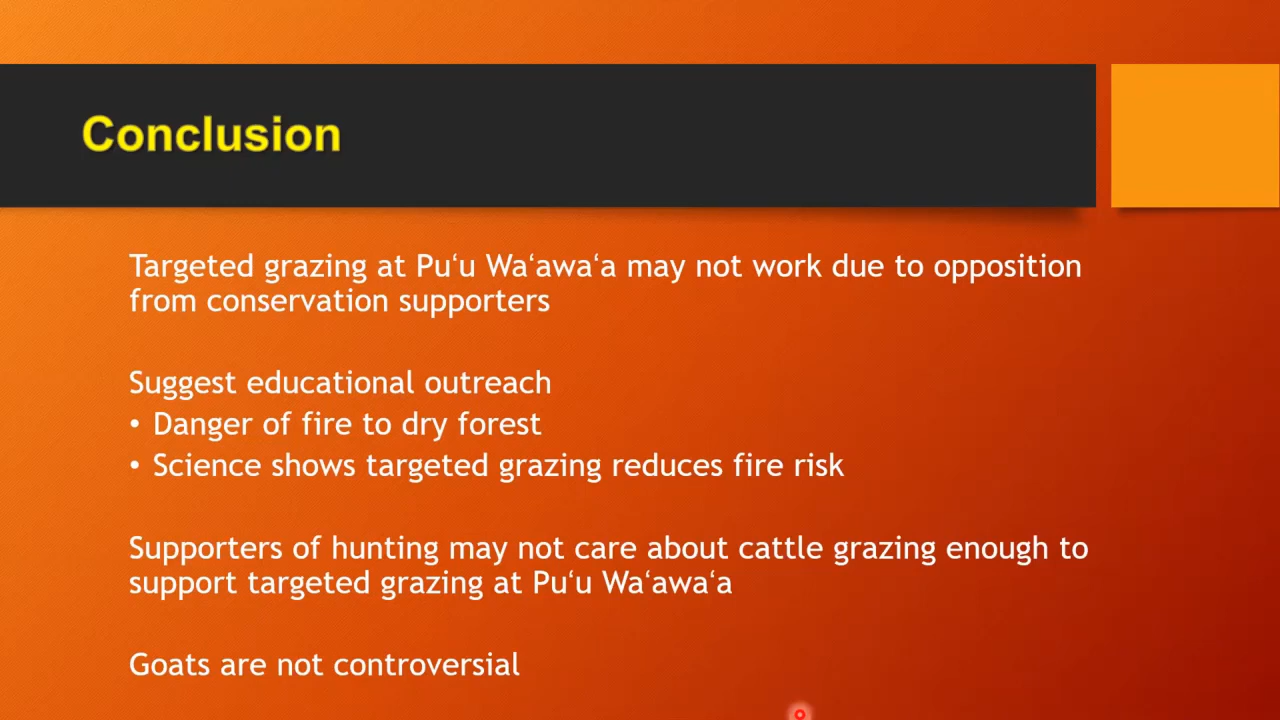 Conclusion
Targeted grazing at Puʻu Waʻawaʻa may not work due to opposition
from conservation supporters
Suggest educational outreach
• Danger of fire to dry forest
• Science shows targeted grazing reduces fire risk
Supporters of hunting may not care about cattle grazing enough to
support targeted grazing at Puʻu Waʻawaʻa
Goats are not controversial